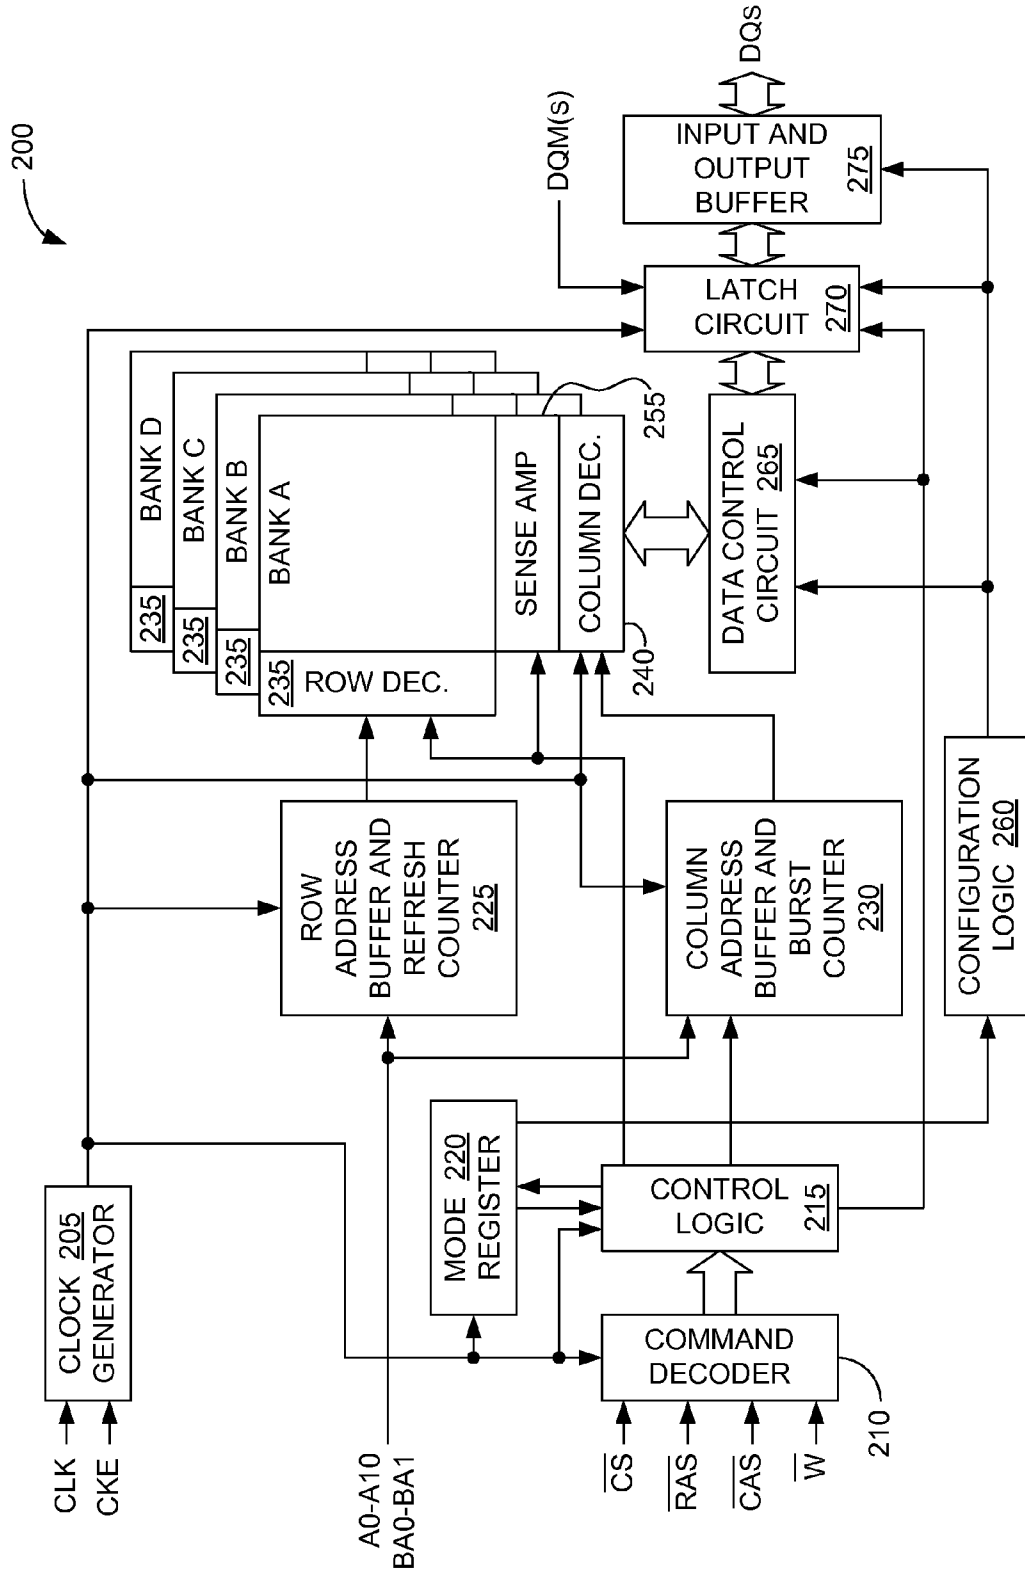 200
CLK
CKE
CLOCK 205
GENERATOR
A0-A10
BA0-BA1
CS
RAS
CAS
W
210
COMMAND
DECODER
MODE 220
REGISTER
CONTROL
LOGIC
215
ROW
ADDRESS
BUFFER AND
REFRESH
COUNTER
225
COLUMN
ADDRESS
BUFFER AND
BURST
COUNTER
230
CONFIGURATION
LOGIC 260
235
BANK D
235
BANK C
235
BANK B
235
BANK A
ROW DEC.
SENSE AMP
COLUMN DEC.
240
255
DATA CONTROL
CIRCUIT 265
LATCH
CIRCUIT
270
DQM(s)
INPUT AND
OUTPUT
BUFFER
275
DQs